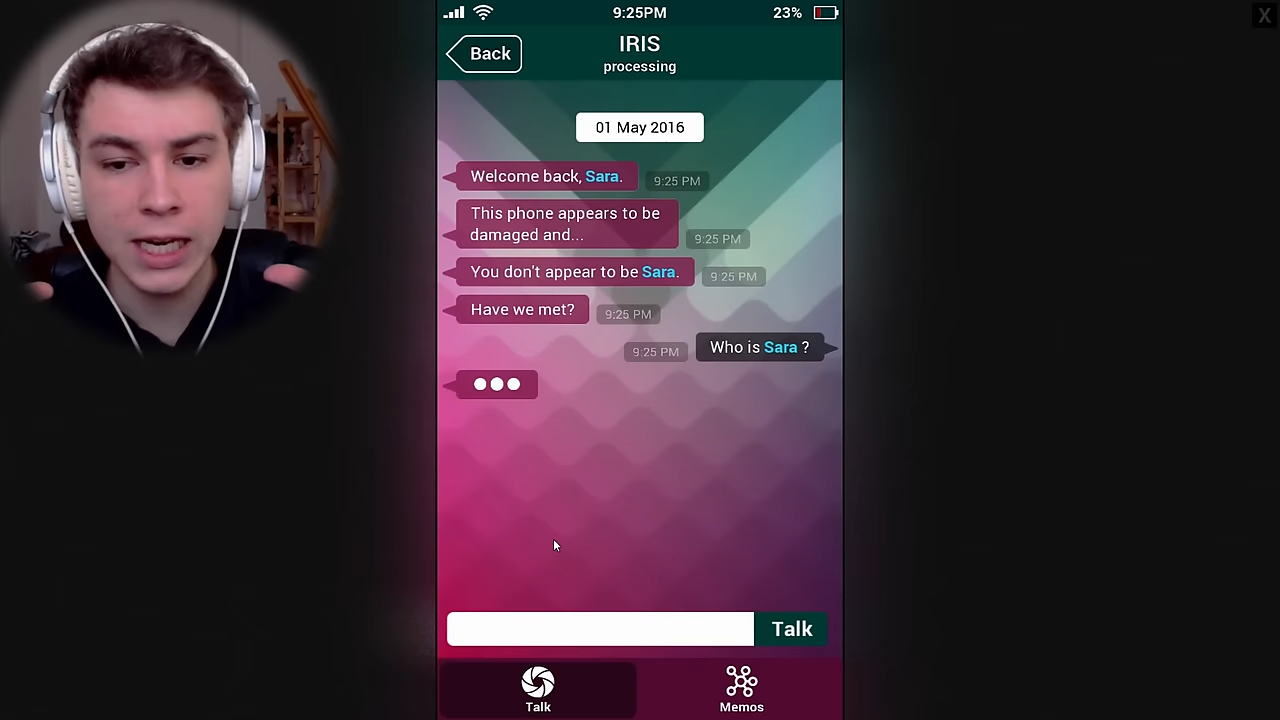 9:25PM
23%
X
Back
IRIS
processing
01 May 2016
Welcome back, Sara.
9:25 PM
This phone appears to be
damaged and...
9:25 PM
You don't appear to be Sara.
9:25 PM
Have we met?
9:25 PM
9:25 PM
Who is Sara ?
Talk
Talk
Memos